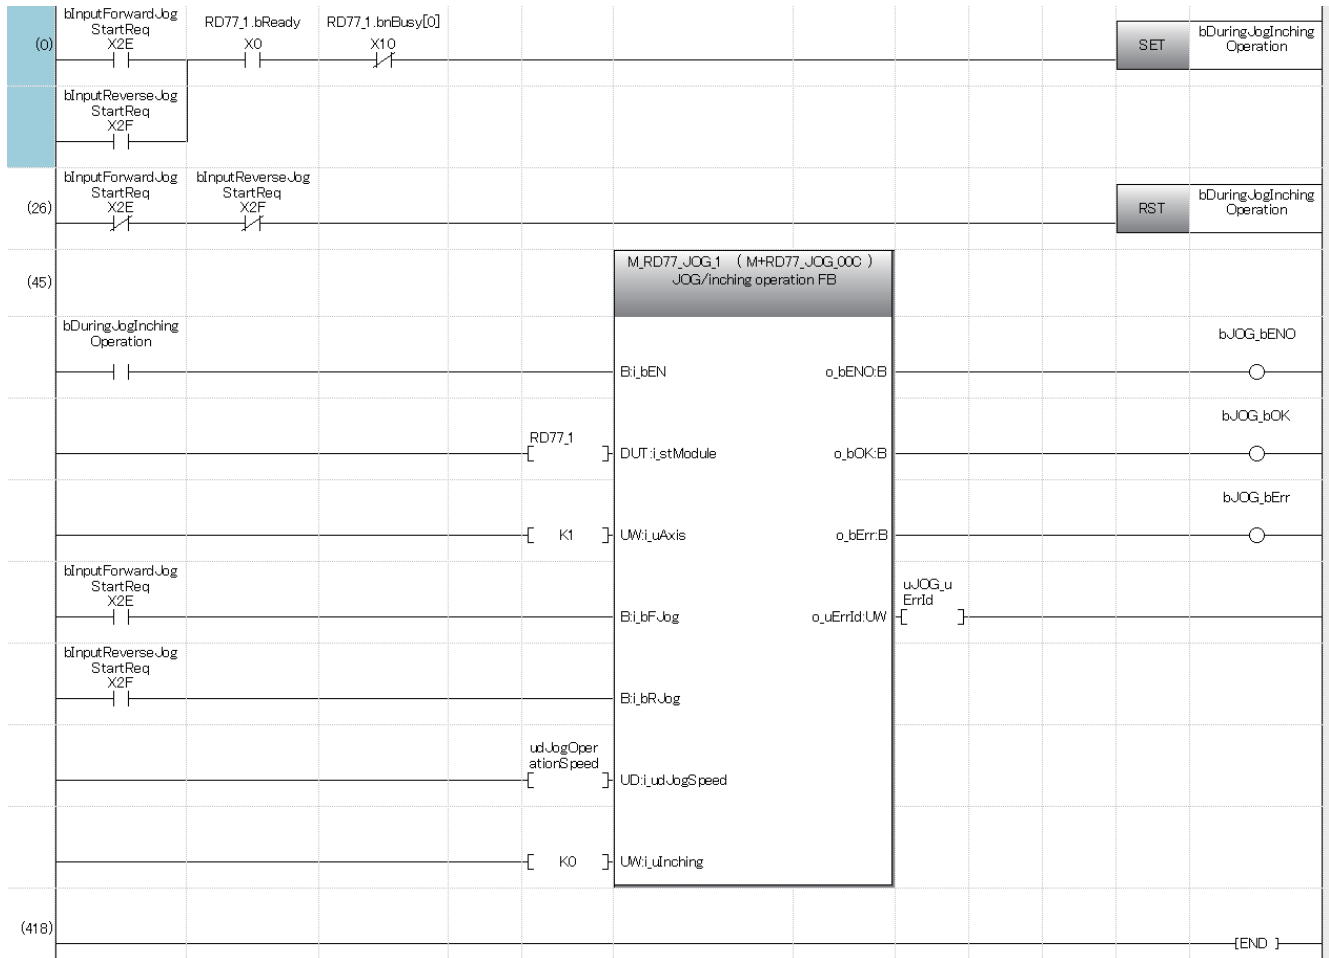 bInputForwardJog
StartReq
X2E
RD77_1.bReady
X0
RD77_1.bnBusy[0]
X10
(0)
SET
bDuringJogInching
Operation
bInputReverseJog
StartReq
X2F
bInputForwardJog
StartReq
X2E
bInputReverseJog
StartReq
X2F
(26)
RST
bDuringJogInching
Operation
(45)
M_RD77_JOG_1 ( M+RD77_JOG_00C )
JOG/inching operation FB
bDuringJogInching
Operation
B:i_bEN
o_bENO:B
bJOG_bENO
RD77_1
DUT:i_stModule
o_bOK:B
bJOG_bOK
K1
UW:i_uAxis
o_bErr:B
bJOG_bErr
bInputForwardJog
StartReq
X2E
B:i_bFJog
o_uErrId:UW
uJOG_u
ErrId
bInputReverseJog
StartReq
X2F
B:i_bRJog
udJogOper
ationSpeed
UD:i_udJogSpeed
K0
UW:i_uInching
(418)
[END ]